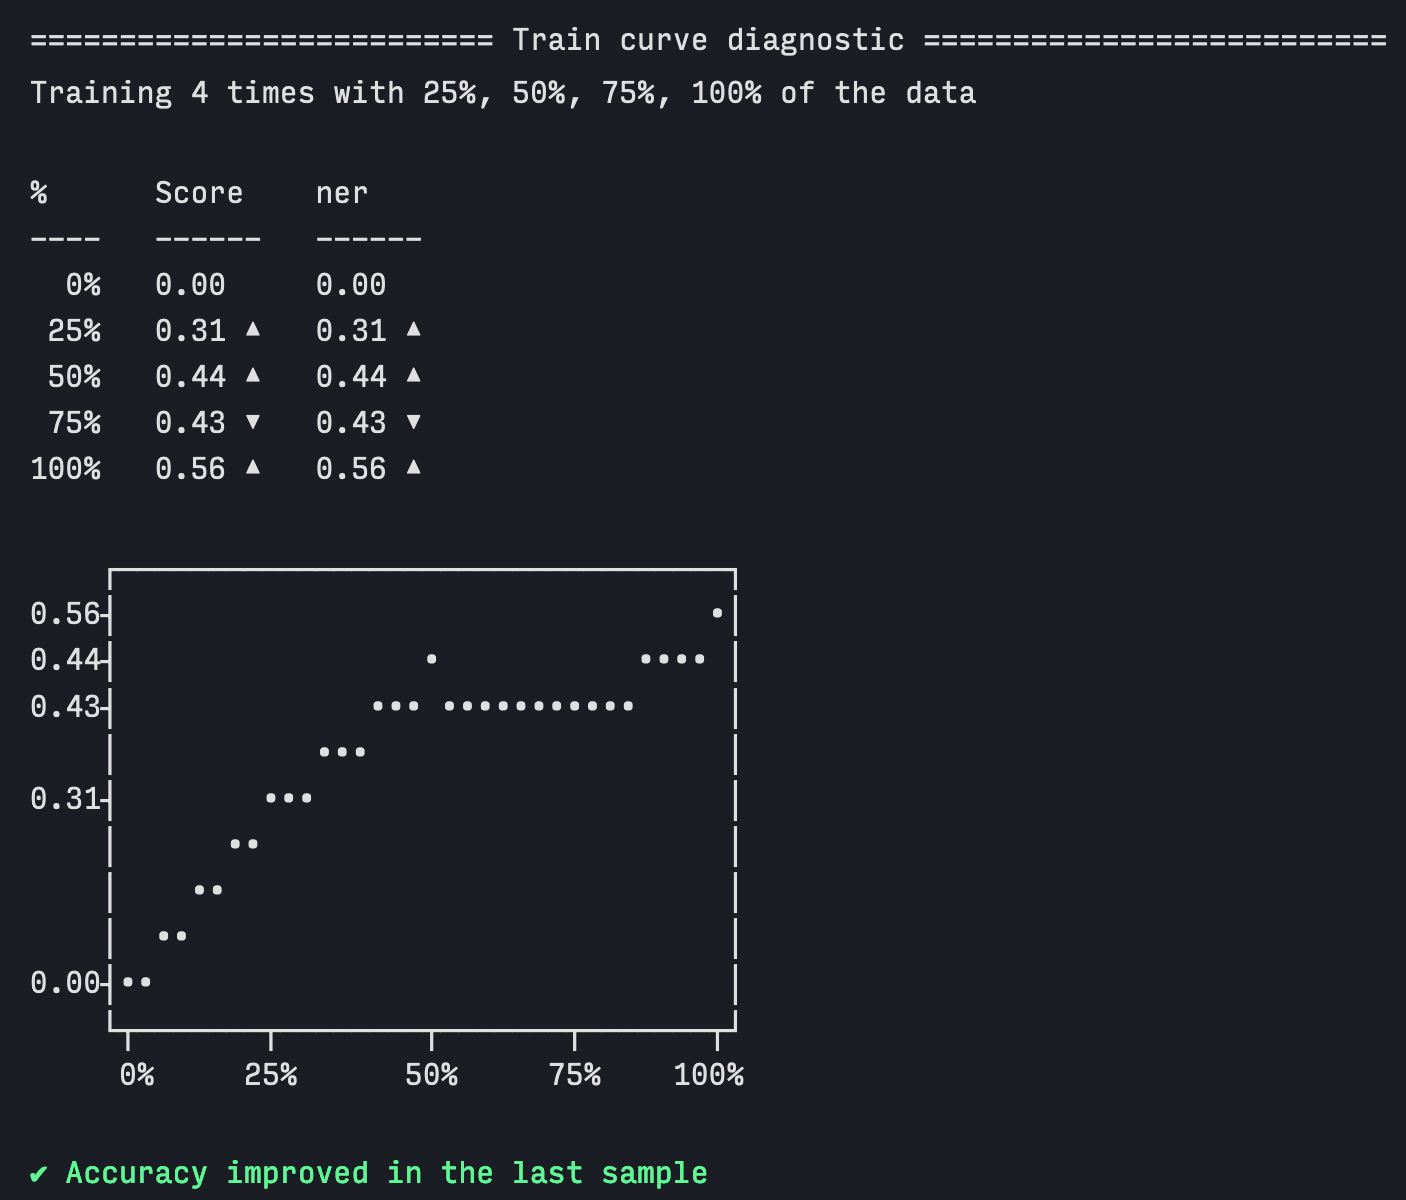 ========================== Train curve diagnostic ==========================
Training 4 times with 25%, 50%, 75%, 100% of the data
% Score ner
---- ------ ------
0% 0.00 0.00
25% 0.31 ▲ 0.31 ▲
50% 0.44 ▲ 0.44 ▲
75% 0.43 ▼ 0.43 ▼
100% 0.56 ▲ 0.56 ▲
0.56
0.44
0.43
0.31
0.00
0% 25% 50% 75% 100%
✔ Accuracy improved in the last sample